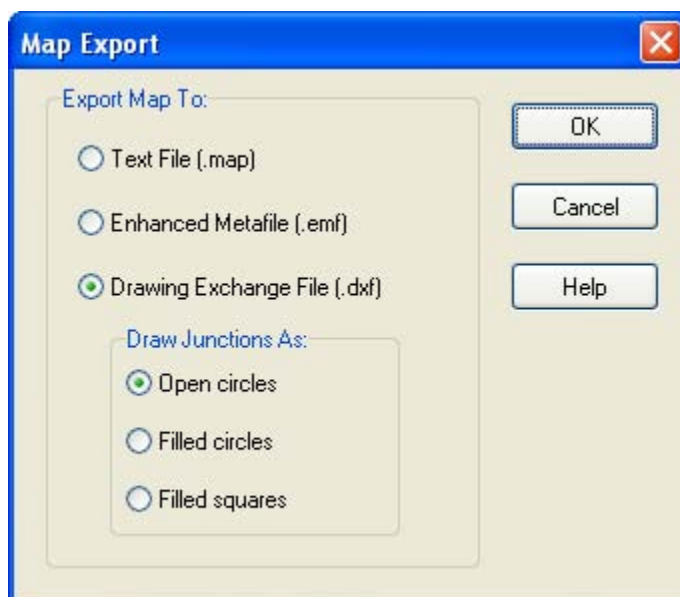 Map Export
Export Map To:
Text File (.map)
Enhanced Metafile (.emf)
Drawing Exchange File (.dxf)
Draw Junctions As:
Open circles
Filled circles
Filled squares
OK
Cancel
Help